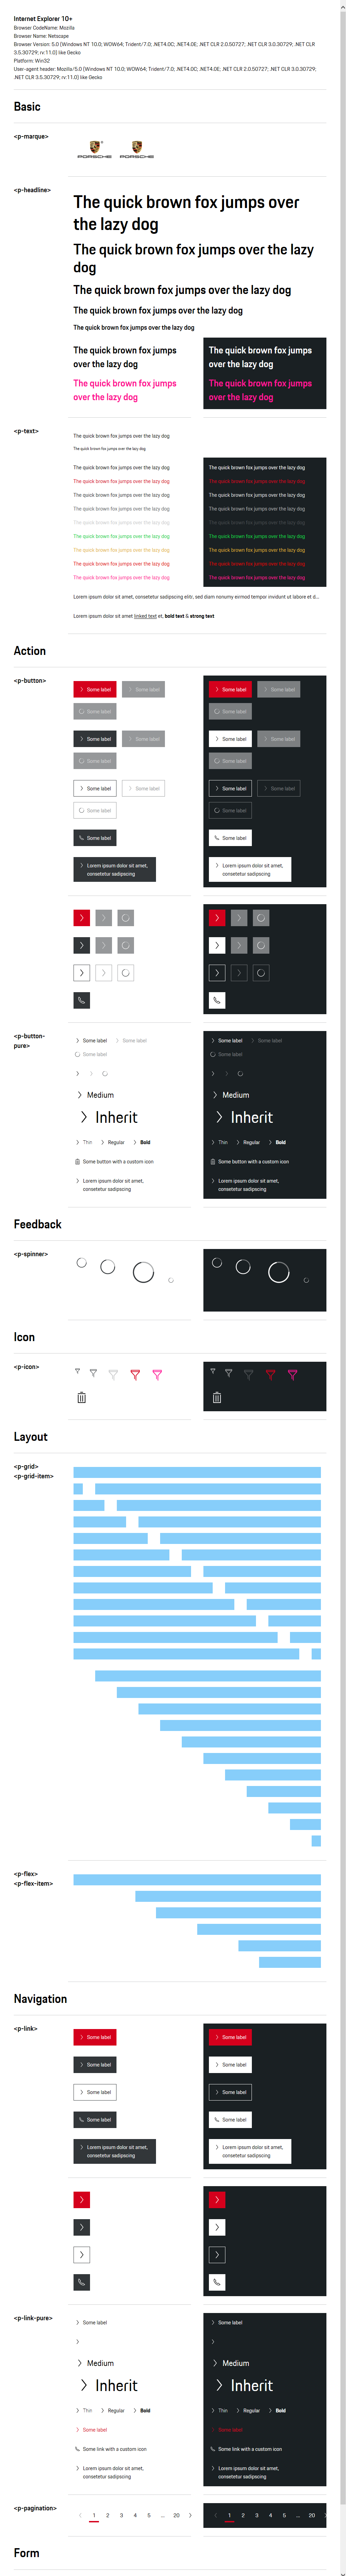 Internet Explorer 10+
Browser CodeName: Mozilla
Browser Name: Netscape
Browser Version: 5.0 (Windows NT 10.0; WOW64; Trident/7.0; .NET4.0C; .NET4.0E; .NET CLR 2.0.50727; .NET CLR 3.0.30729; .NET CLR
3.5.30729; rv:11.0) like Gecko
Platform: Win32
User-agent header: Mozilla/5.0 (Windows NT 10.0; WOW64; Trident/7.0; .NET4.0C; .NET4.0E; .NET CLR 2.0.50727; .NET CLR 3.0.30729;
.NET CLR 3.5.30729; rv:11.0) like Gecko
Basic
<p-marque>
PORSCHE PORSCHE
<p-headline>
The quick brown fox jumps over
the lazy dog
The quick brown fox jumps over the lazy
dog
The quick brown fox jumps over the lazy dog
The quick brown fox jumps over the lazy dog
The quick brown fox jumps over the lazy dog
The quick brown fox jumps The quick brown fox jumps
over the lazy dog over the lazy dog
The quick brown fox jumps The quick brown fox jumps
over the lazy dog over the lazy dog
<p-text>
The quick brown fox jumps over the lazy dog
The quick brown fox jumps over the lazy dog
The quick brown fox jumps over the lazy dog The quick brown fox jumps over the lazy dog
The quick brown fox jumps over the lazy dog The quick brown fox jumps over the lazy dog
The quick brown fox jumps over the lazy dog The quick brown fox jumps over the lazy dog
The quick brown fox jumps over the lazy dog The quick brown fox jumps over the lazy dog
The quick brown fox jumps over the lazy dog The quick brown fox jumps over the lazy dog
The quick brown fox jumps over the lazy dog The quick brown fox jumps over the lazy dog
The quick brown fox jumps over the lazy dog The quick brown fox jumps over the lazy dog
The quick brown fox jumps over the lazy dog The quick brown fox jumps over the lazy dog
The quick brown fox jumps over the lazy dog The quick brown fox jumps over the lazy dog
Lorem ipsum dolor sit amet, consetetur sadipscing elitr, sed diam nonumy eirmod tempor invidunt ut labore et d...
Lorem ipsum dolor sit amet linked text et, bold text & strong text
Action
<p-button>
Some label Some label Some label Some label
Some label Some label
Some label Some label Some label Some label
Some label Some label
Some label Some label Some label Some label
Some label Some label
Some label Some label
Lorem ipsum dolor sit amet, Lorem ipsum dolor sit amet,
consetetur sadipscing consetetur sadipscing
<p-button-
pure>
Some label Some label Some label Some label
Some label Some label
Medium Medium
Inherit Inherit
Thin Regular Bold Thin Regular Bold
Some button with a custom icon Some button with a custom icon
Lorem ipsum dolor sit amet, Lorem ipsum dolor sit amet,
consetetur sadipscing consetetur sadipscing
Feedback
<p-spinner>
Icon
<p-icon>
Layout
<p-grid>
<p-grid-item>
<p-flex>
<p-flex-item>
Navigation
<p-link>
Some label Some label
Some label Some label
Some label Some label
Some label Some label
Lorem ipsum dolor sit amet, Lorem ipsum dolor sit amet,
consetetur sadipscing consetetur sadipscing
<p-link-pure>
Some label Some label
Medium Medium
Inherit Inherit
Thin Regular Bold Thin Regular Bold
Some label Some label
Some link with a custom icon Some link with a custom icon
Lorem ipsum dolor sit amet, Lorem ipsum dolor sit amet,
consetetur sadipscing consetetur sadipscing
<p-pagination>
1 2 3 4 5 ... 20 1 2 3 4 5 ... 20
Form